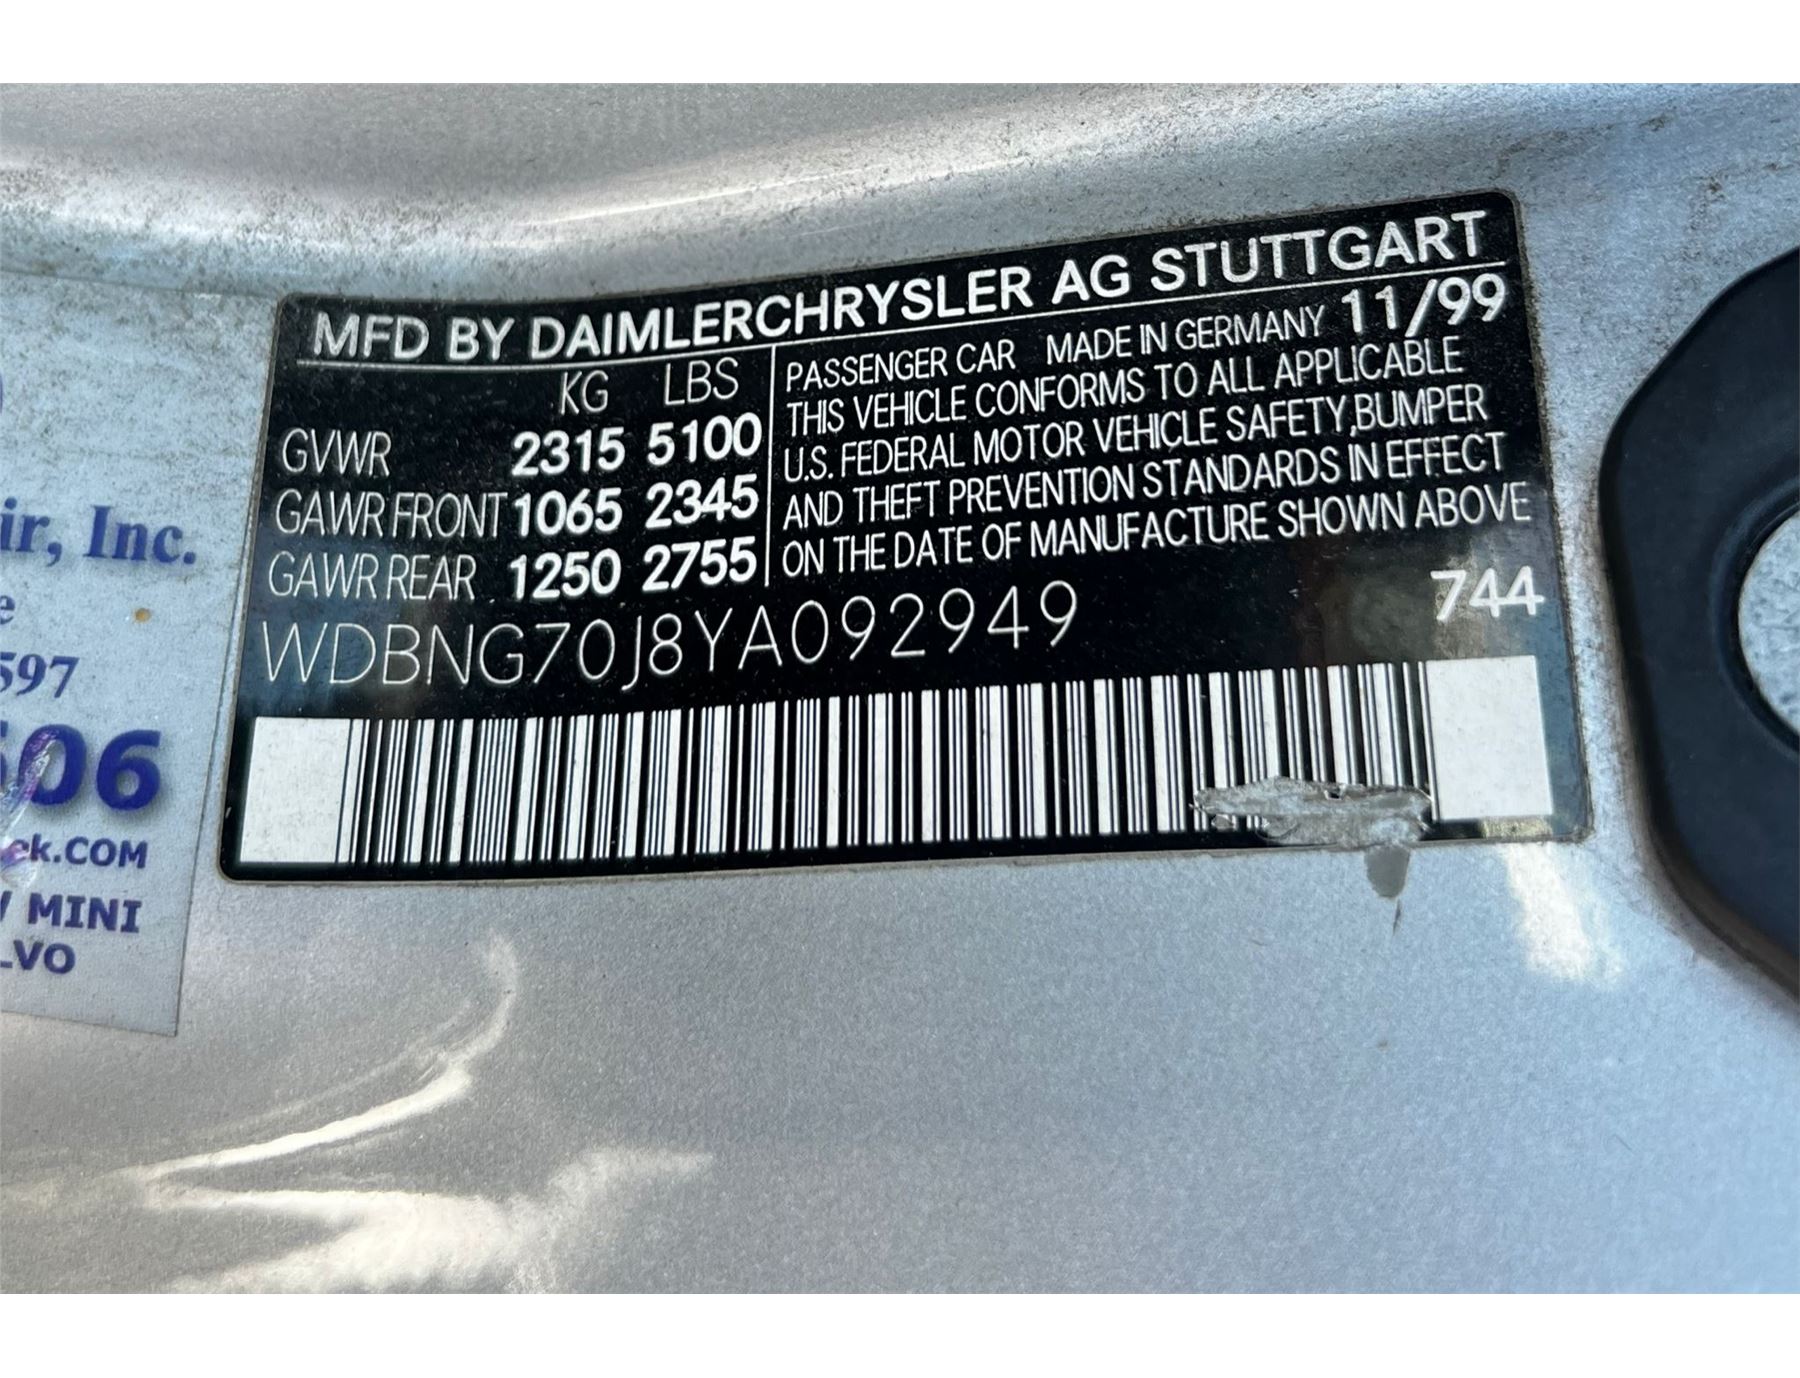 MFD BY DAIMLERCHRYSLER AG STUTTGART
KG LBS
GVWR 2315 5100
GAWR FRONT 1065 2345
GAWR REAR 1250 2755
PASSENGER CAR MADE IN GERMANY 11/99
THIS VEHICLE CONFORMS TO ALL APPLICABLE
U.S. FEDERAL MOTOR VEHICLE SAFETY,BUMPER
AND THEFT PREVENTION STANDARDS IN EFFECT
ON THE DATE OF MANUFACTURE SHOWN ABOVE
WDBNG70J8YA092949
744
ir, Inc.
e
597
606
ek.COM
MINI
LVO